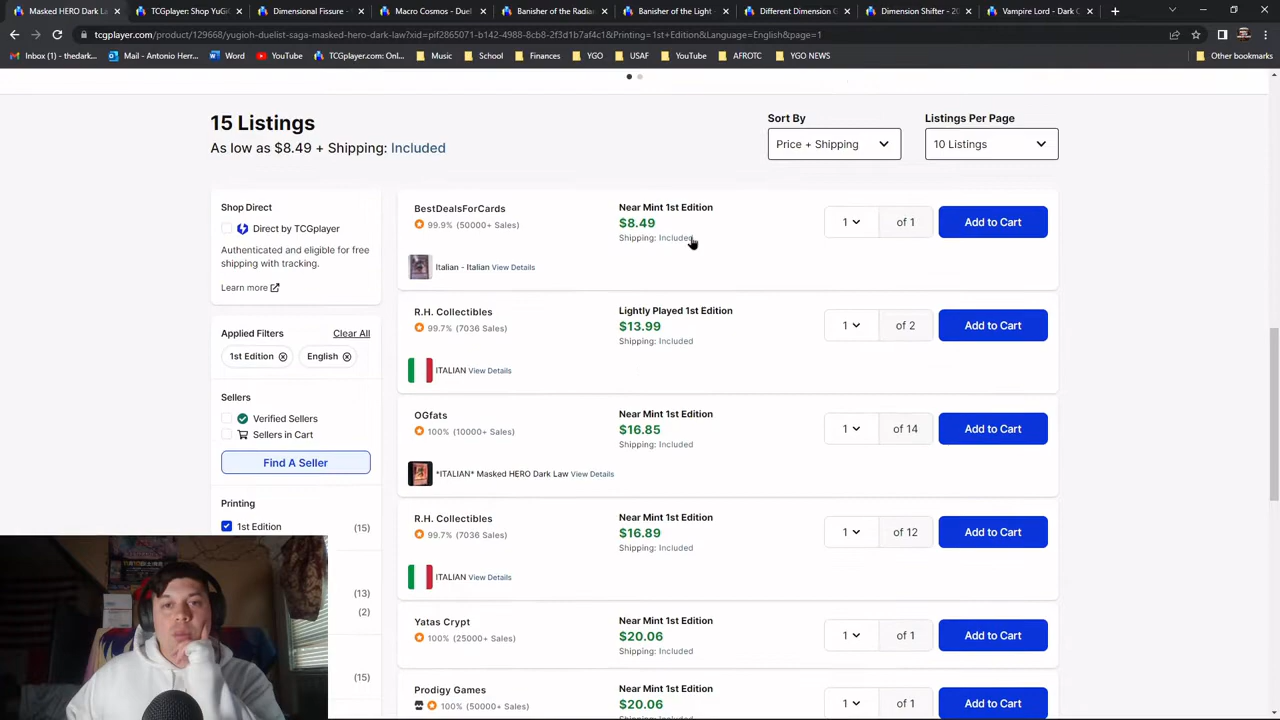 Masked HERO Dark La
TCGplayer: Shop YuGi
Dimensional Fissure -
Macro Cosmos - Duel
Banisher of the Radian
Banisher of the Light
Different Dimension G
Dimension Shifter - 20
Vampire Lord - Dark C
tcgplayer.com/product/129668/yugioh-duelist-saga-masked-hero-dark-law?xid=pif2865071-b142-4988-8cb8-2f3d1b7af4c1&Printing=1st+Edition&Language=English&page=1
Inbox (1) - thedark...
Mail - Antonio Herr...
Word
YouTube
TCGplayer.com: Onl...
Music
School
Finances
YGO
USAF
YouTube
AFROTC
YGO NEWS
Other bookmarks
15 Listings
As low as $8.49 + Shipping: Included
Sort By
Price + Shipping
Listings Per Page
10 Listings
Shop Direct
Direct by TCGplayer
Authenticated and eligible for free
shipping with tracking.
Learn more
Applied Filters
Clear All
1st Edition
English
Sellers
Verified Sellers
Sellers in Cart
Find A Seller
Printing
1st Edition
(15)
(13)
(2)
(15)
BestDealsForCards
99.9% (50000+ Sales)
Near Mint 1st Edition
$8.49
Shipping: Included
1
of 1
Add to Cart
Italian - Italian View Details
R.H. Collectibles
99.7% (7036 Sales)
Lightly Played 1st Edition
$13.99
Shipping: Included
1
of 2
Add to Cart
ITALIAN View Details
OGfats
100% (10000+ Sales)
Near Mint 1st Edition
$16.85
Shipping: Included
1
of 14
Add to Cart
*ITALIAN* Masked HERO Dark Law View Details
R.H. Collectibles
99.7% (7036 Sales)
Near Mint 1st Edition
$16.89
Shipping: Included
1
of 12
Add to Cart
ITALIAN View Details
Yatas Crypt
100% (25000+ Sales)
Near Mint 1st Edition
$20.06
Shipping: Included
1
of 1
Add to Cart
Prodigy Games
100% (50000+ Sales)
Near Mint 1st Edition
$20.06
Shipping: Included
1
of 1
Add to Cart